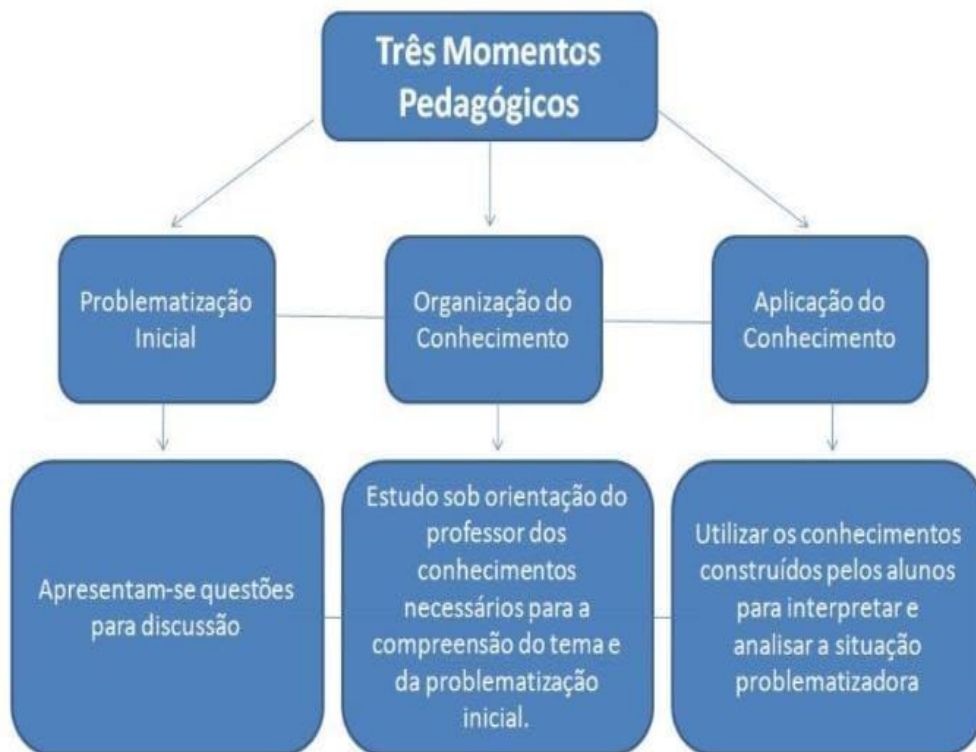 Três Momentos
Pedagógicos
Problematização
Inicial
Organização do
Conhecimento
Aplicação do
Conhecimento
Apresentam-se questões
para discussão
Estudo sob orientação do
professor dos
conhecimentos
necessários para a
compreensão do tema e
da problematização
inicial.
Utilizar os conhecimentos
construídos pelos alunos
para interpretar e
analisar a situação
problematizadora